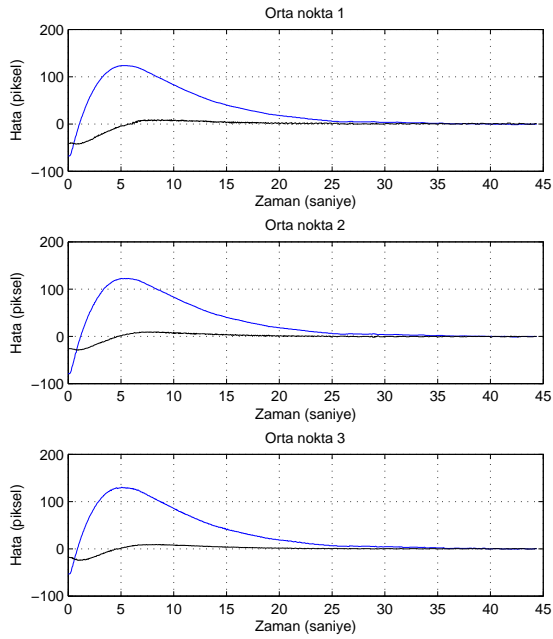 Orta nokta 1
200
100
0
−100
Hata (piksel)
0 5 10 15 20 25 30 35 40 45
Zaman (saniye)
Orta nokta 2
200
100
0
−100
Hata (piksel)
0 5 10 15 20 25 30 35 40 45
Zaman (saniye)
Orta nokta 3
200
100
0
−100
Hata (piksel)
0 5 10 15 20 25 30 35 40 45
Zaman (saniye)